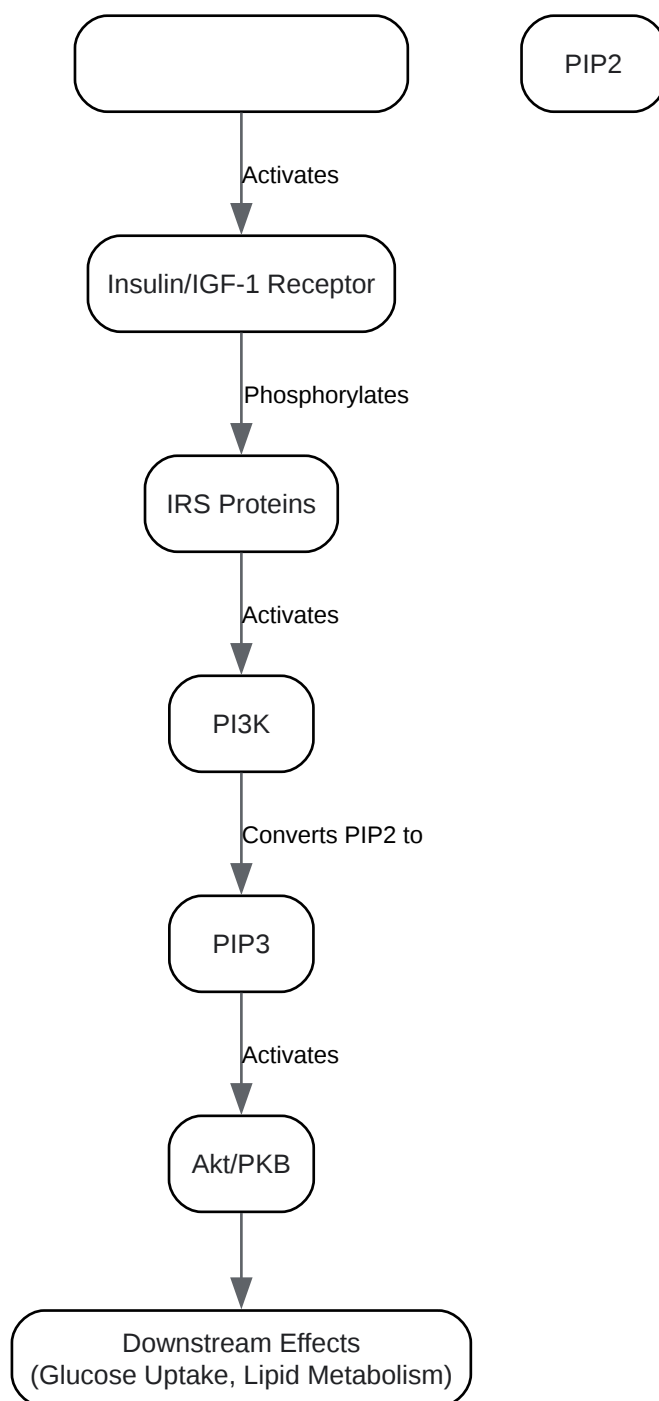 PIP2
Activates
Insulin/IGF-1 Receptor
Phosphorylates
IRS Proteins
Activates
PI3K
Converts PIP2 to
PIP3
Activates
Akt/PKB
Downstream Effects
(Glucose Uptake, Lipid Metabolism)